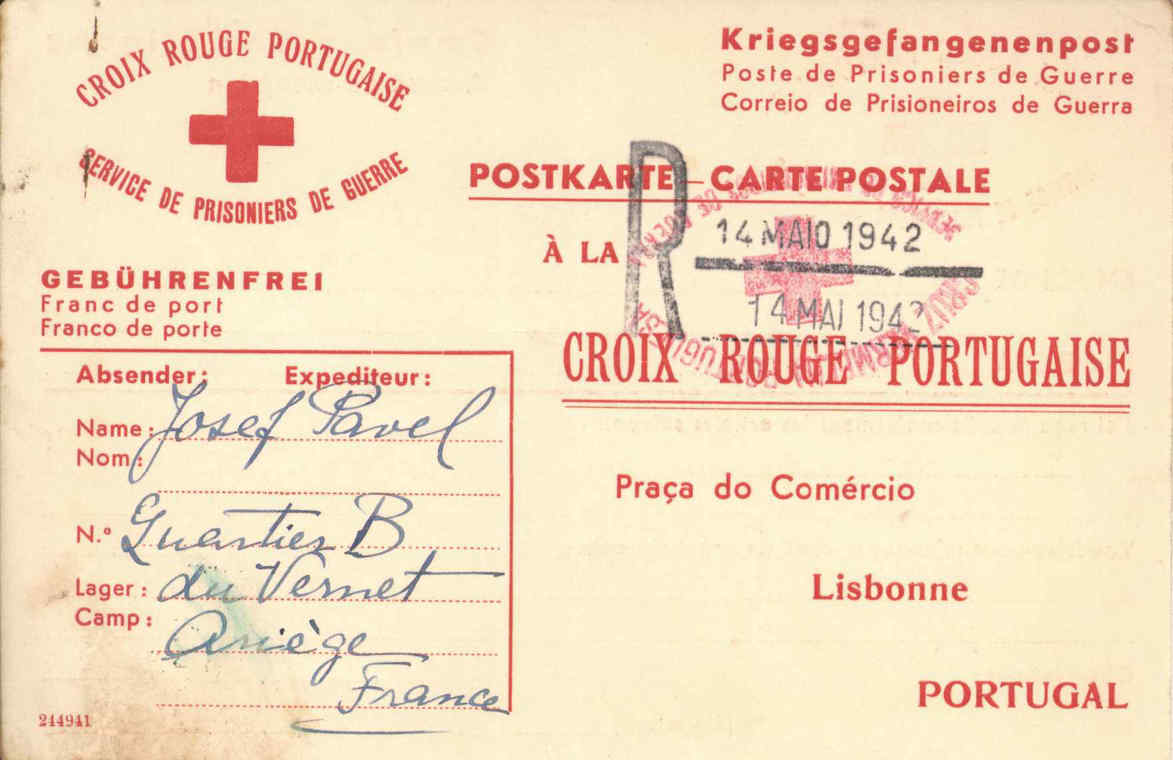 CROIX ROUGE PORTUGAISE
SERVICE DE PRISONIERS DE GUERRE
Kriegsgefangenenpost
Poste de Prisoniers de Guerre
Correio de Prisioneiros de Guerra
POSTKARTE – CARTE POSTALE
R
14 MAIO 1942
À LA
14 MAI 1942
GEBÜHRENFREI
Franc de port
Franco de porte
CROIX ROUGE PORTUGAISE
Absender: Expediteur:
Name: Josef Pavel
Nom:
N.º Quartier B
Lager: du Vernet
Camp:
Ariège
France
Praça do Comércio
Lisbonne
PORTUGAL
244941